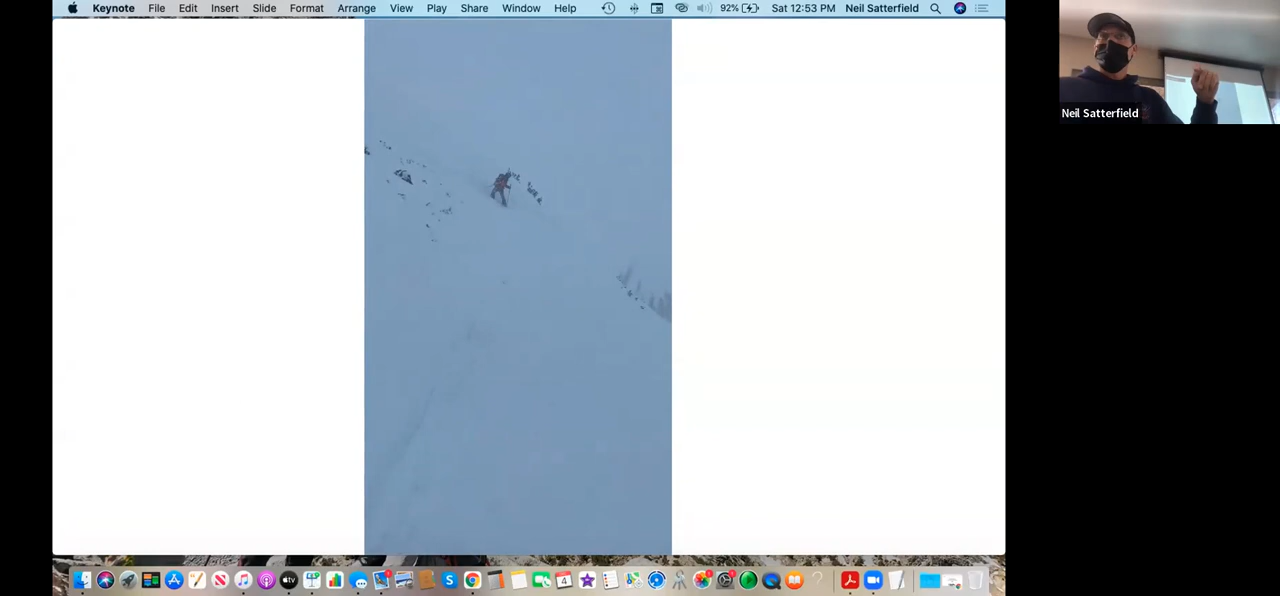 Keynote File Edit Insert Slide Format Arrange View Play Share Window Help 92% Sat 12:53 PM Neil Satterfield
Neil Satterfield
4